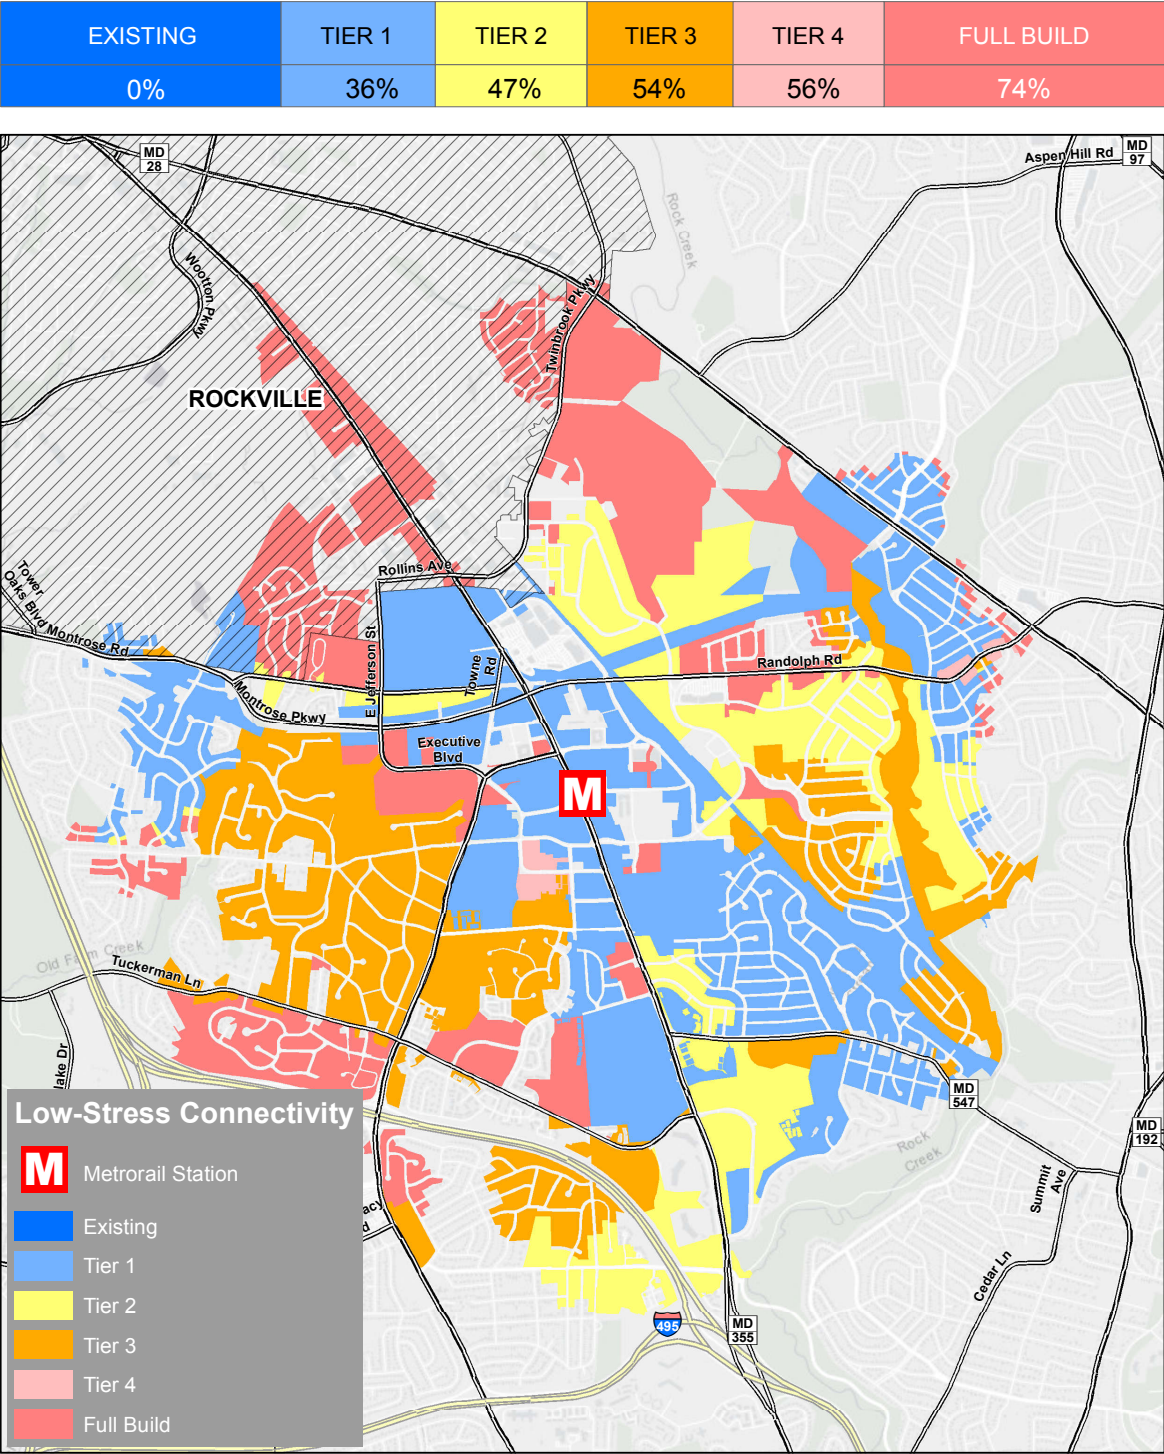 EXISTING TIER 1 TIER 2 TIER 3 TIER 4 FULL BUILD
0% 36% 47% 54% 56% 74%
MD
28
Aspen Hill Rd
MD
97
Rock Creek
Wootton Pkwy
Twinbrook Pkwy
ROCKVILLE
Rollins Ave
Tower
Oaks Blvd
Montrose Rd
E Jefferson St
Towne
Rd
Randolph Rd
Montrose Pkwy
Executive
Blvd
M
Old Farm Creek
Tuckerman Ln
lake Dr
MD
547
Rock
Creek
MD
192
Summit
Ave
Cedar Ln
acy
d
495
MD
355
Low-Stress Connectivity
M Metrorail Station
Existing
Tier 1
Tier 2
Tier 3
Tier 4
Full Build